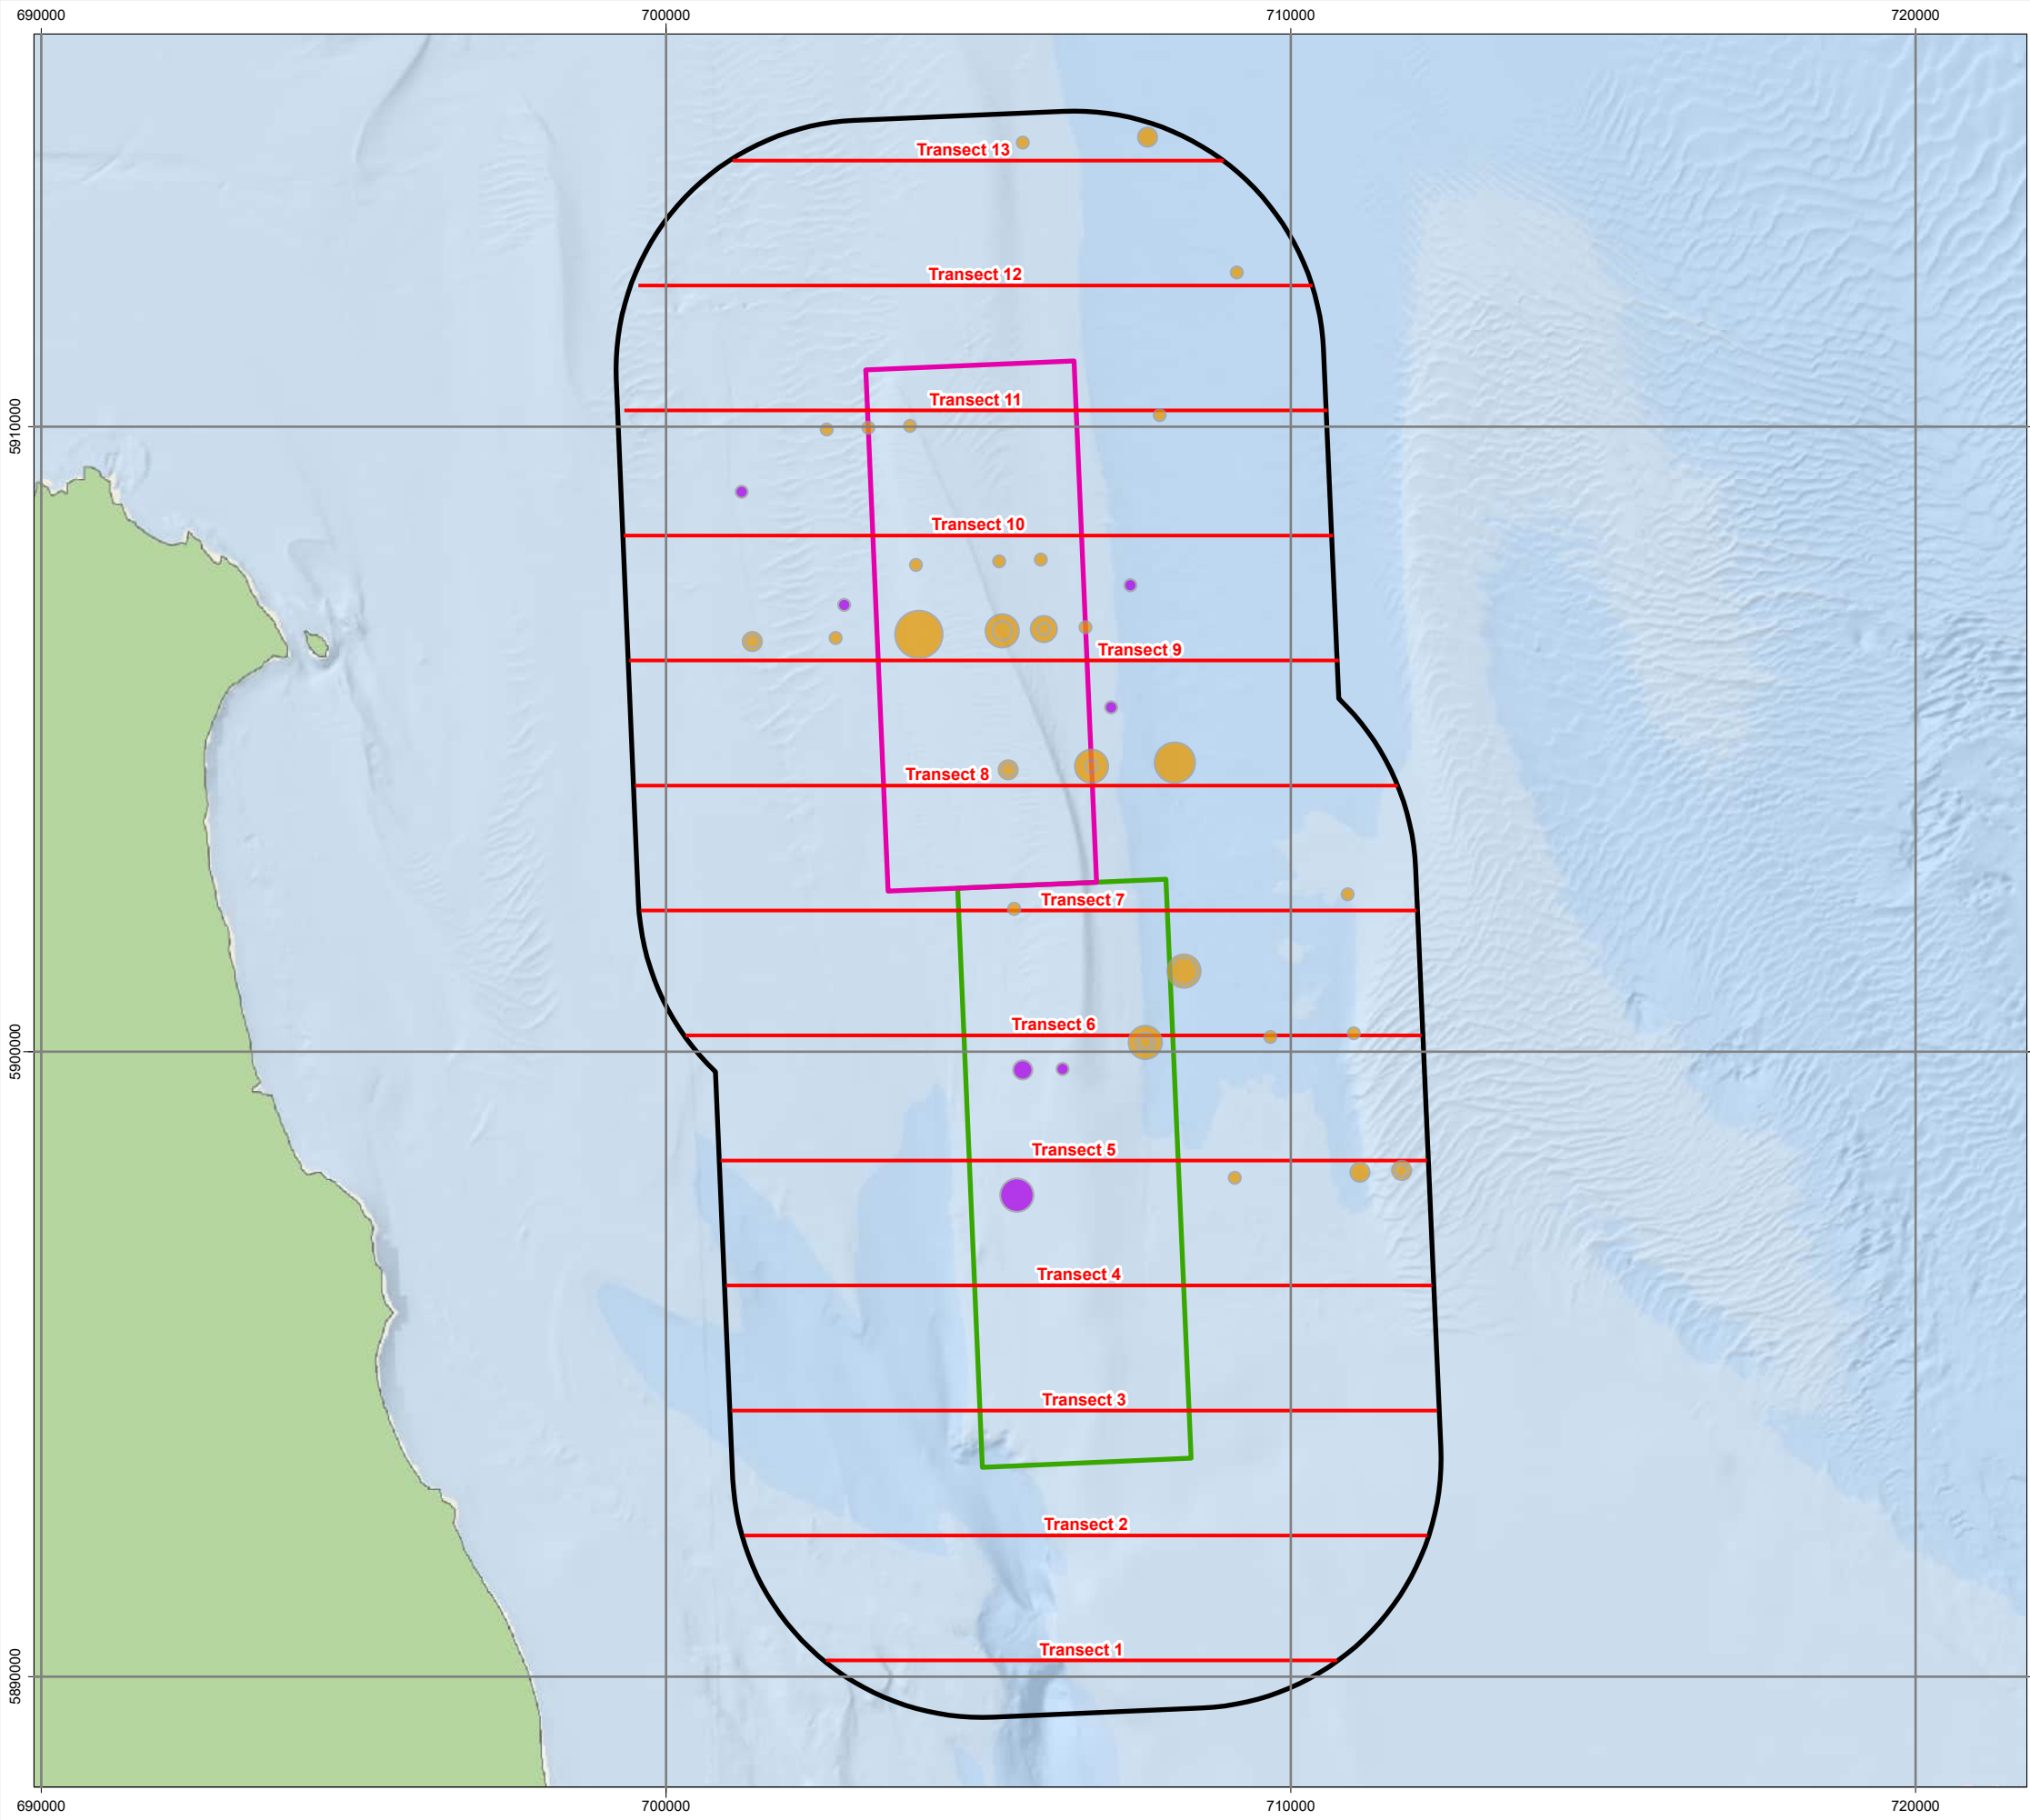 690000 700000 710000 720000
Transect 13
Transect 12
Transect 11
5910000
Transect 10
Transect 9
Transect 8
Transect 7
Transect 6
5900000
Transect 5
Transect 4
Transect 3
Transect 2
Transect 1
5890000
690000 700000 710000 720000